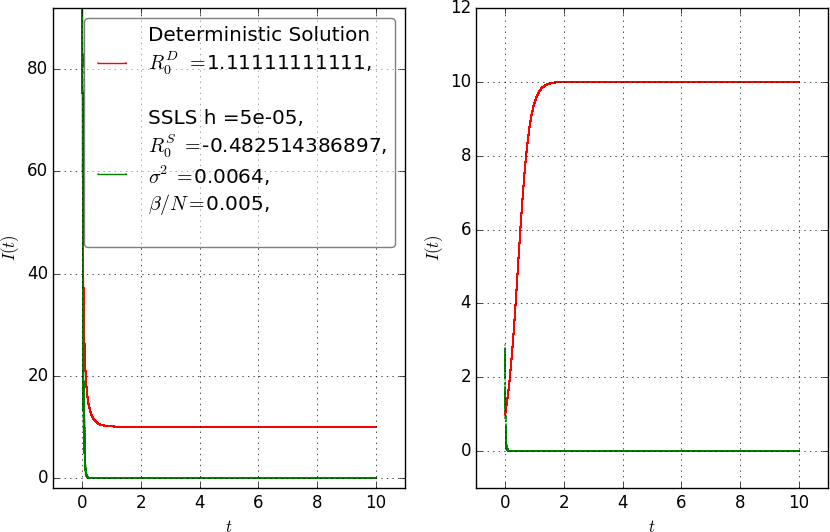 Deterministic Solution
R_0^D =1.11111111111,
SSLS h =5e-05,
R_0^S =-0.482514386897,
σ^2 =0.0064,
β/N=0.005,
I(t)
80
60
40
20
0
0 2 4 6 8 10
t
I(t)
12
10
8
6
4
2
0
0 2 4 6 8 10
t